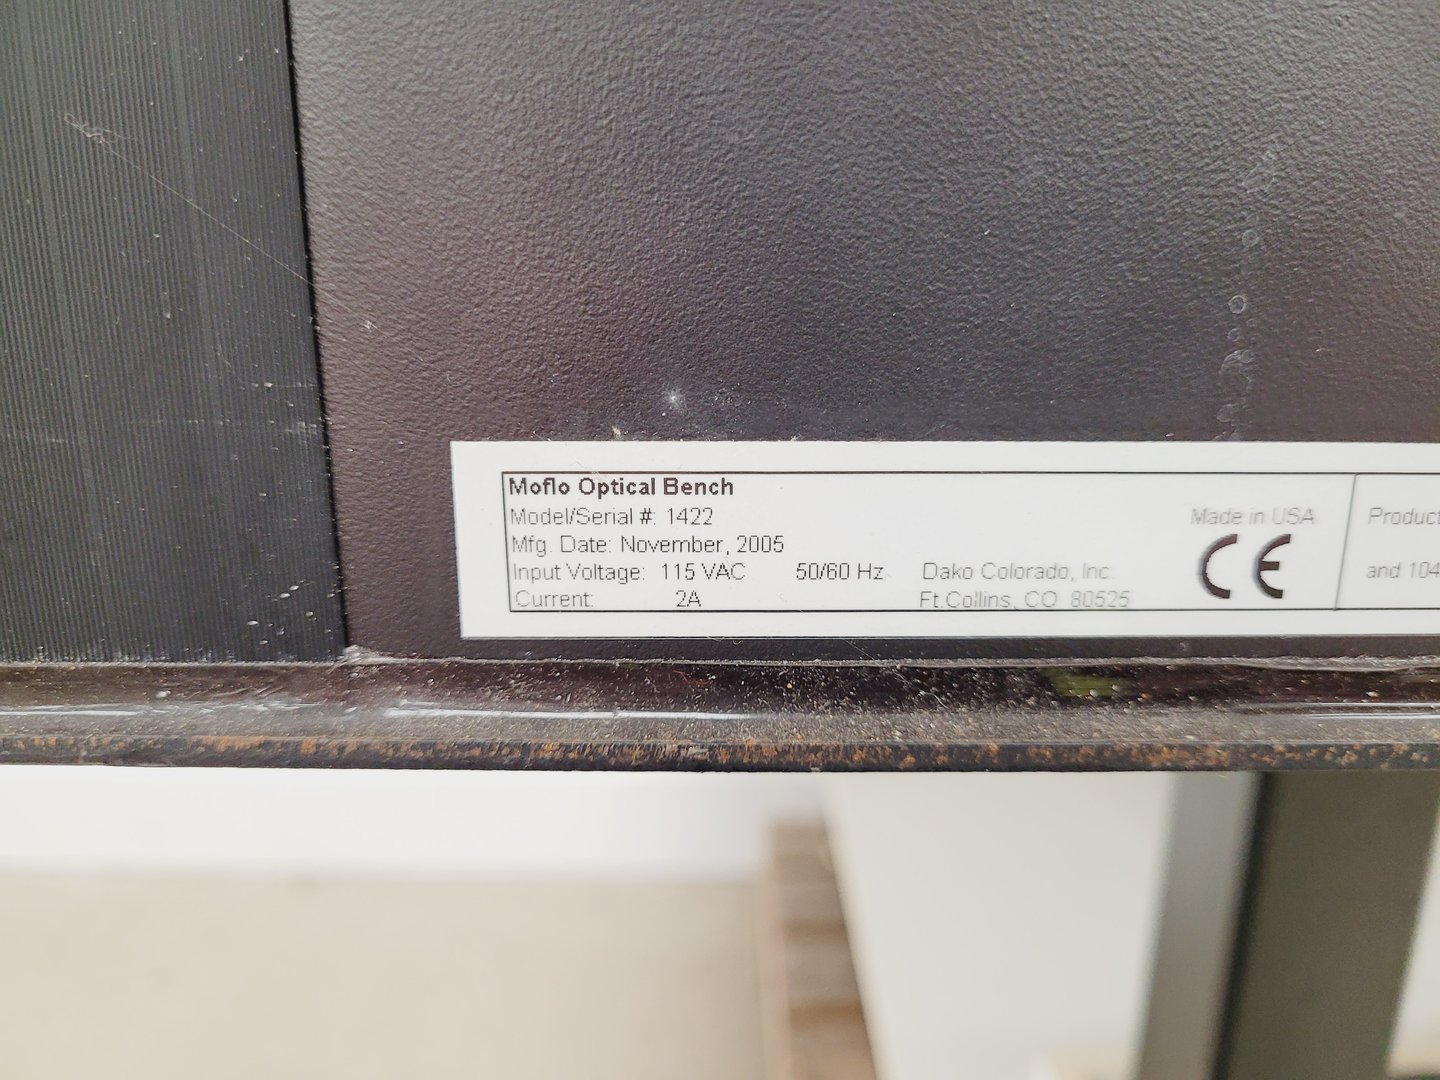 Moflo Optical Bench
Model/Serial #: 1422
Mfg. Date: November, 2005
Input Voltage: 115 VAC 50/60 Hz
Current: 2A
Dako Colorado, Inc.
Ft.Collins, CO 80525
Made in USA
CE
Product
and 104